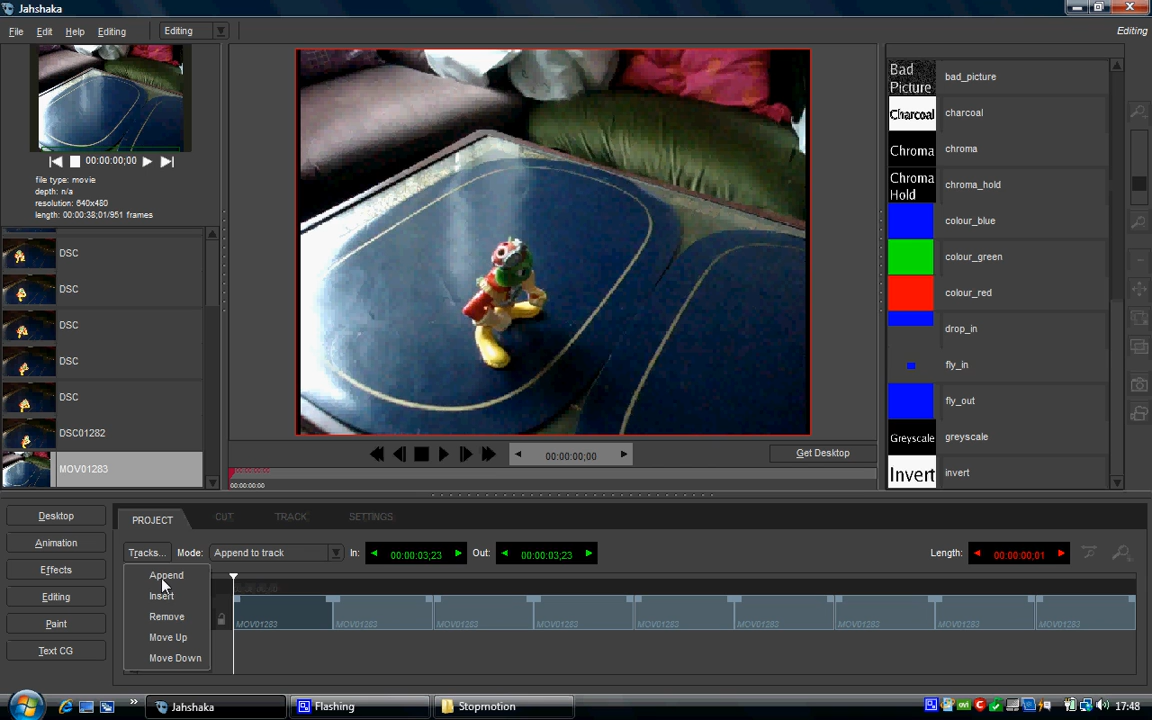 Jahshaka
File Edit Help Editing Editing Editing
00:00:00;00
file type: movie
depth: n/a
resolution: 640x480
length: 00:00:38;01/951 frames
DSC
DSC
DSC
DSC
DSC
DSC01282
MOV01283
00:00:00;00
Get Desktop
00:00:00;00
00:00:00;00
Bad Picture bad_picture
Charcoal charcoal
Chroma chroma
Chroma Hold chroma_hold
colour_blue
colour_green
colour_red
drop_in
fly_in
fly_out
Greyscale greyscale
Invert invert
Desktop
Animation
Effects
Editing
Paint
Text CG
PROJECT CUT TRACK SETTINGS
Tracks... Mode: Append to track In: 00:00:03;23 Out: 00:00:03;23 Length: 00:00:00;01
Append
Insert
Remove
Move Up
Move Down
MOV01283 MOV01283 MOV01283 MOV01283 MOV01283 MOV01283 MOV01283 MOV01283 MOV01283
Jahshaka Flashing Stopmotion 17:48